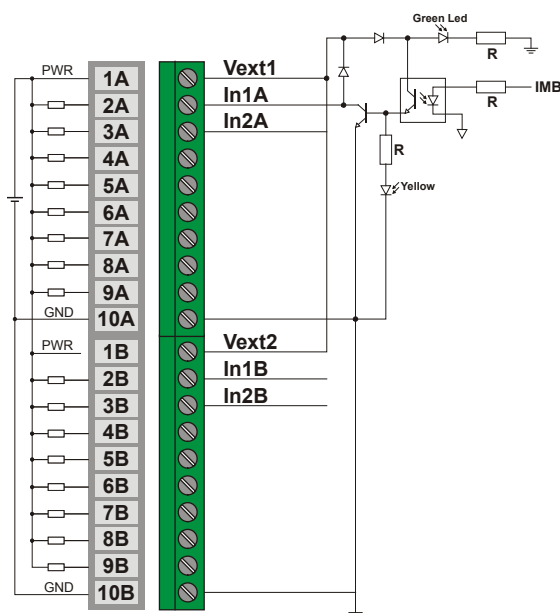 Green Led
R
IMB
R
R
Yellow
PWR
1A
Vext1
2A
In1A
3A
In2A
4A
5A
6A
7A
8A
9A
GND
10A
PWR
1B
Vext2
2B
In1B
3B
In2B
4B
5B
6B
7B
8B
9B
GND
10B